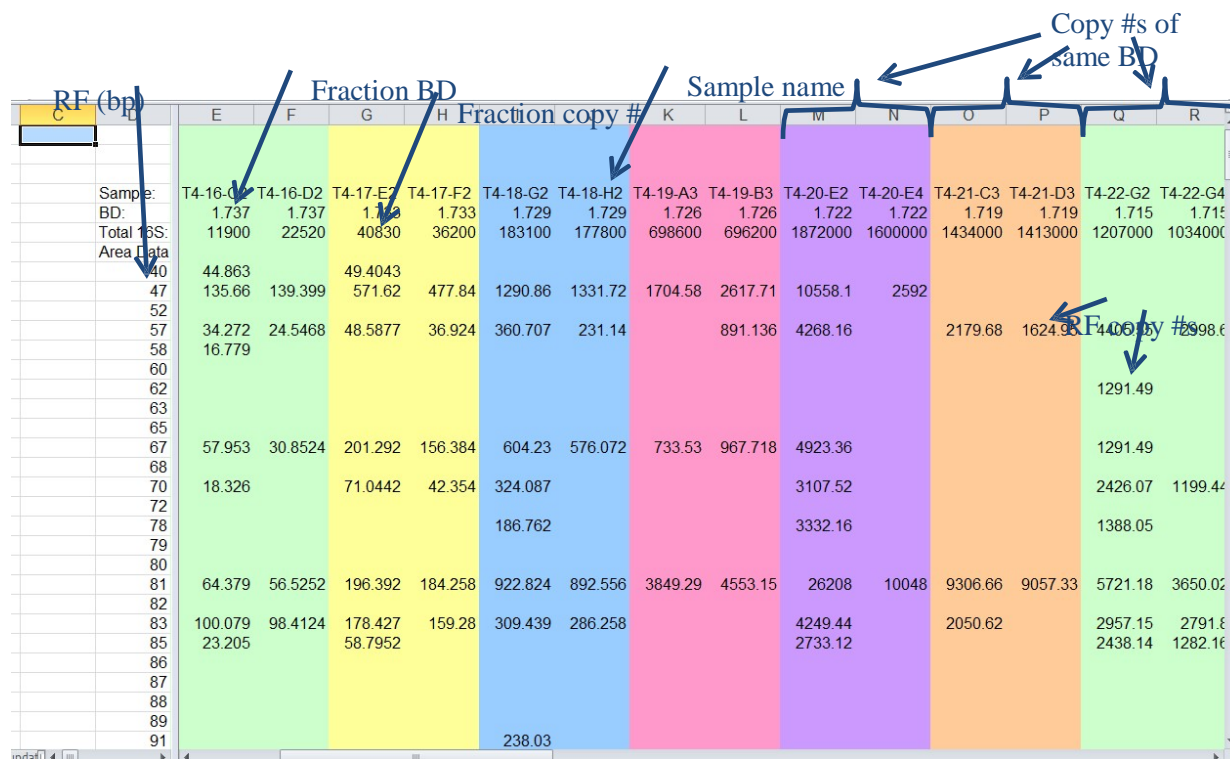 Copy #s of
same BD
RF (bp)
Fraction BD
Fraction copy #
Sample name
C D E F G H K L M N O P Q R
Sample: T4-16-C2 T4-16-D2 T4-17-E2 T4-17-F2 T4-18-G2 T4-18-H2 T4-19-A3 T4-19-B3 T4-20-E2 T4-20-E4 T4-21-C3 T4-21-D3 T4-22-G2 T4-22-G4
BD: 1.737 1.737 1.733 1.729 1.729 1.726 1.726 1.722 1.722 1.719 1.719 1.715 1.715
Total 16S: 11900 22520 40830 36200 183100 177800 698600 696200 1872000 1600000 1434000 1413000 1207000 1034000
Area Data
40 44.863 49.4043
47 135.66 139.399 571.62 477.84 1290.86 1331.72 1704.58 2617.71 10558.1 2592
52
57 34.272 24.5468 48.5877 36.924 360.707 231.14 891.136 4268.16 2179.68
RF copy #s
58 16.779
60
62 1291.49
63
65
67 57.953 30.8524 201.292 156.384 604.23 576.072 733.53 967.718 4923.36 1291.49
68
70 18.326 71.0442 42.354 324.087 3107.52 2426.07 1199.44
72
78 186.762 3332.16 1388.05
79
80
81 64.379 56.5252 196.392 184.258 922.824 892.556 3849.29 4553.15 26208 10048 9306.66 9057.33 5721.18 3650.02
82
83 100.079 98.4124 178.427 159.28 309.439 286.258 4249.44 2050.62 2957.15 2791.8
85 23.205 58.7952 2733.12 2438.14 1282.16
86
87
88
89
91 238.03